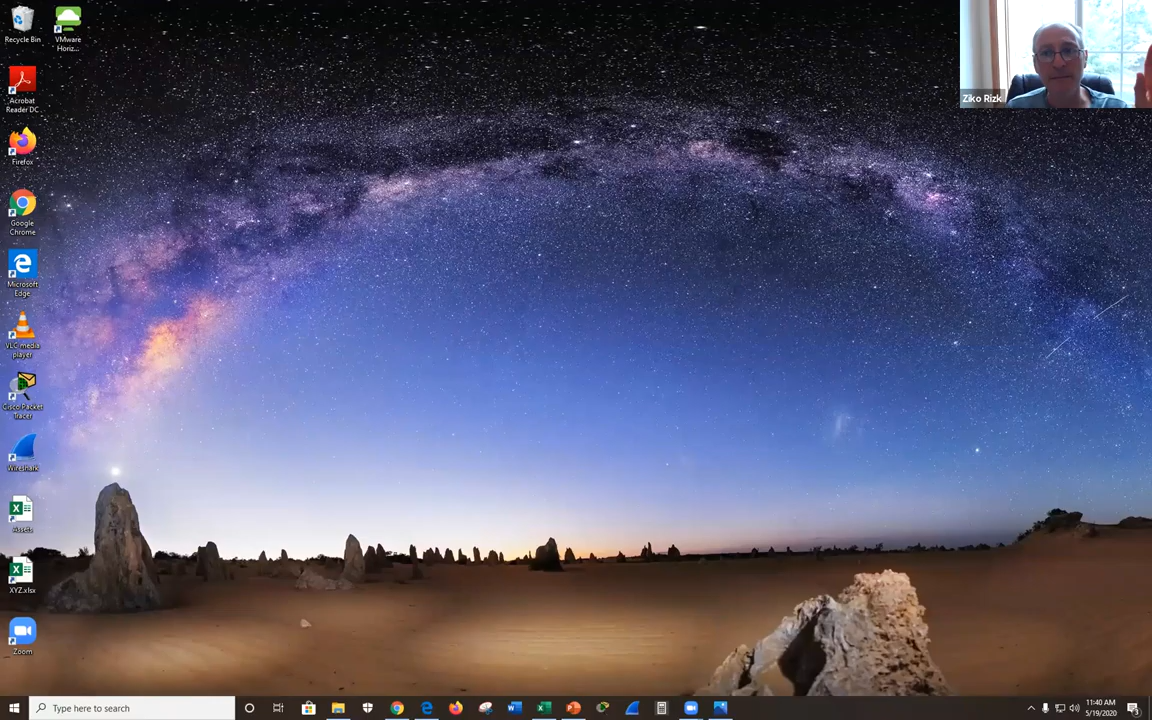 Recycle Bin
VMware
Horiz...
Ziko Rizk
Acrobat
Reader DC
Firefox
Google
Chrome
Microsoft
Edge
VLC media
player
Cisco Packet
Tracer
Wireshark
Assets
XYZ.xlsx
Zoom
Type here to search
11:40 AM
5/19/2020
3